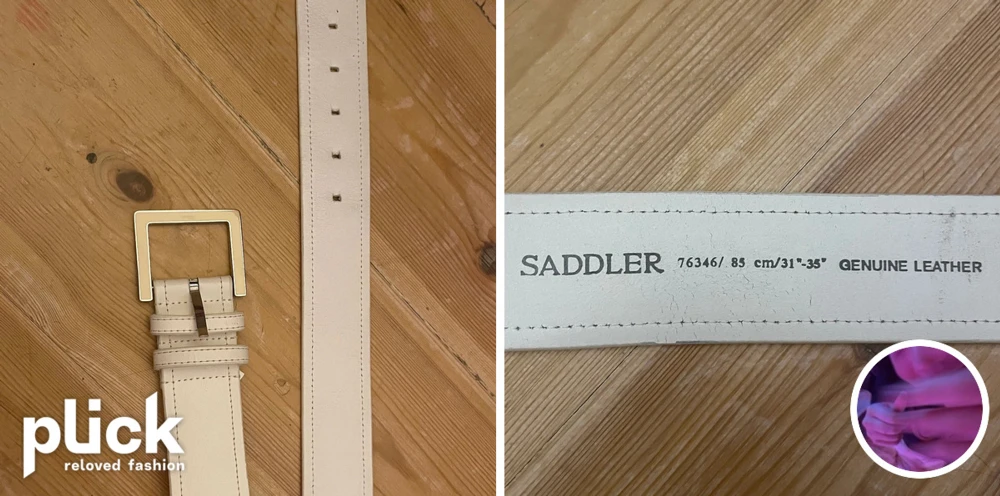 plick
reloved fashion
SADDLER 76346/ 85 cm/31"-35" GENUINE LEATHER